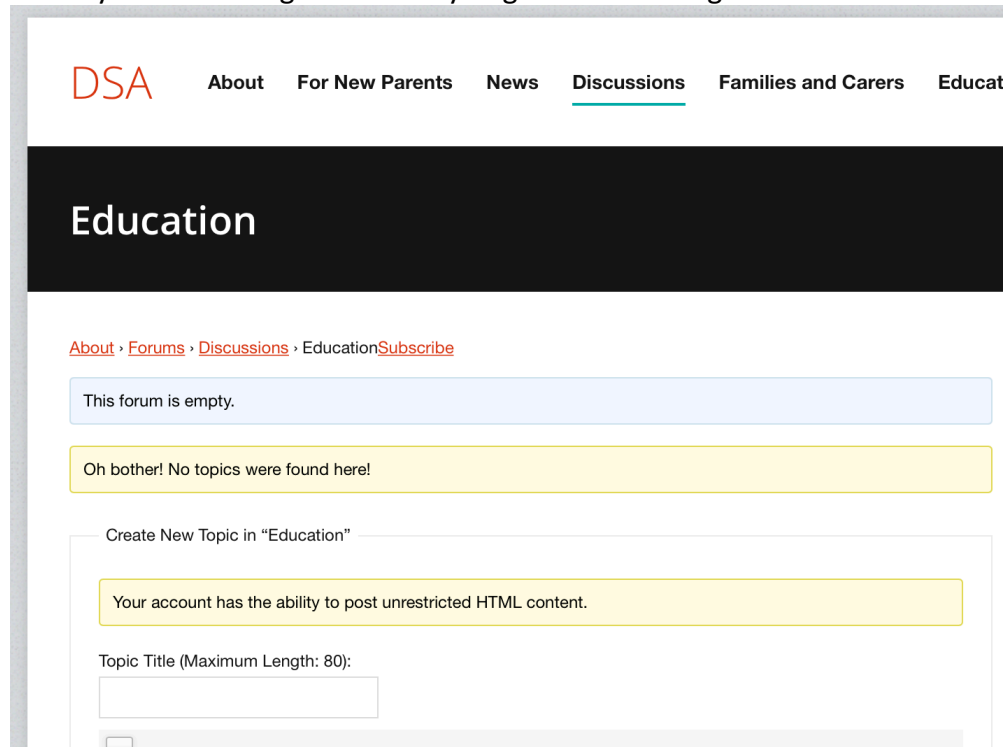 DSA About For New Parents News Discussions Families and Carers Educat
Education
About › Forums › Discussions › EducationSubscribe
This forum is empty.
Oh bother! No topics were found here!
Create New Topic in “Education”
Your account has the ability to post unrestricted HTML content.
Topic Title (Maximum Length: 80):